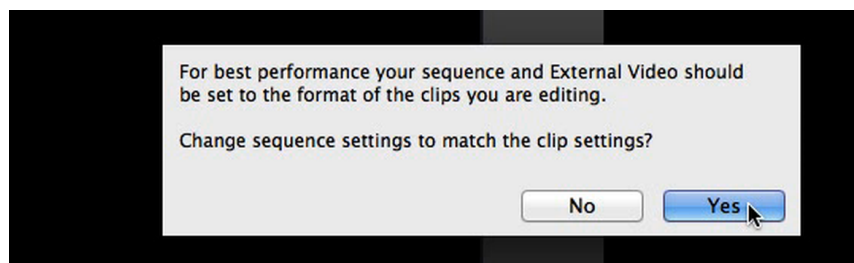 For best performance your sequence and External Video should
be set to the format of the clips you are editing.
Change sequence settings to match the clip settings?
No
Yes